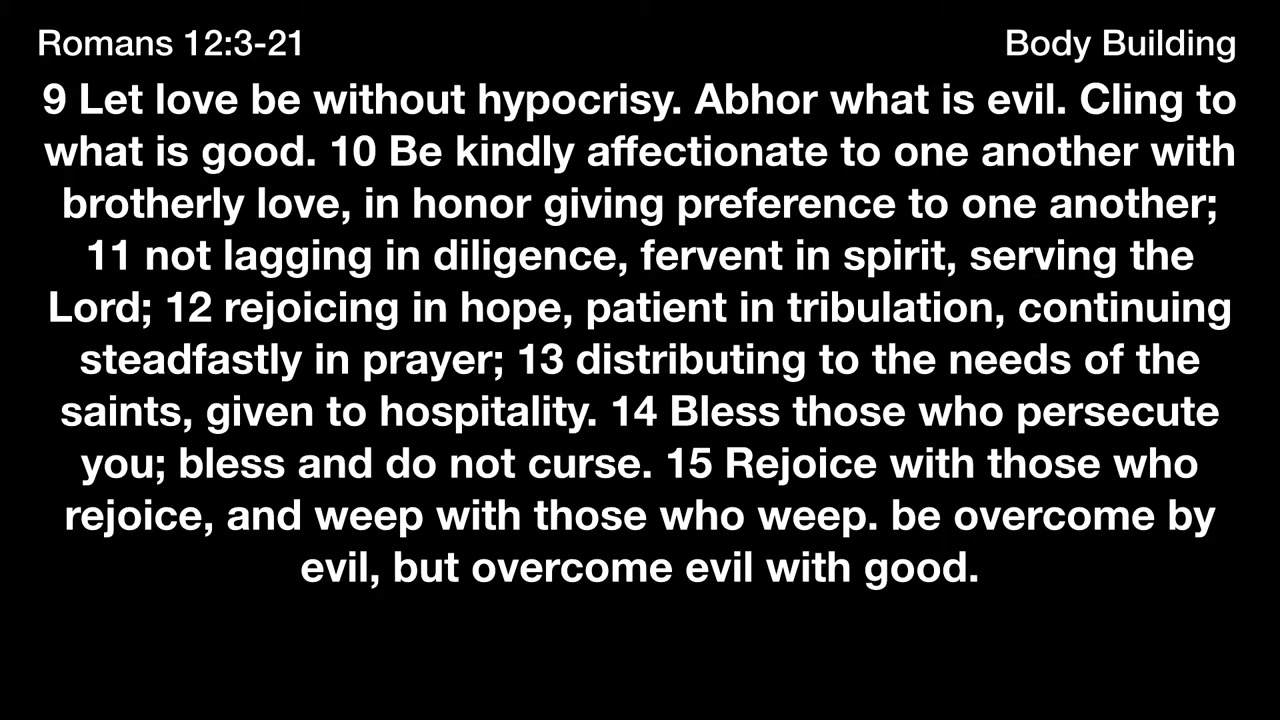 Romans 12:3-21
Body Building
9 Let love be without hypocrisy. Abhor what is evil. Cling to
what is good. 10 Be kindly affectionate to one another with
brotherly love, in honor giving preference to one another;
11 not lagging in diligence, fervent in spirit, serving the
Lord; 12 rejoicing in hope, patient in tribulation, continuing
steadfastly in prayer; 13 distributing to the needs of the
saints, given to hospitality. 14 Bless those who persecute
you; bless and do not curse. 15 Rejoice with those who
rejoice, and weep with those who weep. be overcome by
evil, but overcome evil with good.